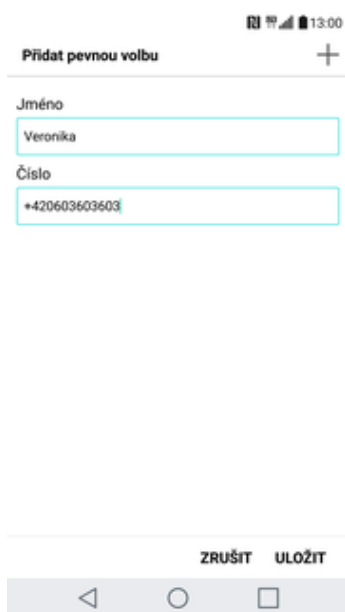 13:00
Přidat pevnou volbu
Jméno
Veronika
Číslo
+420603603603
ZRUŠIT ULOŽIT